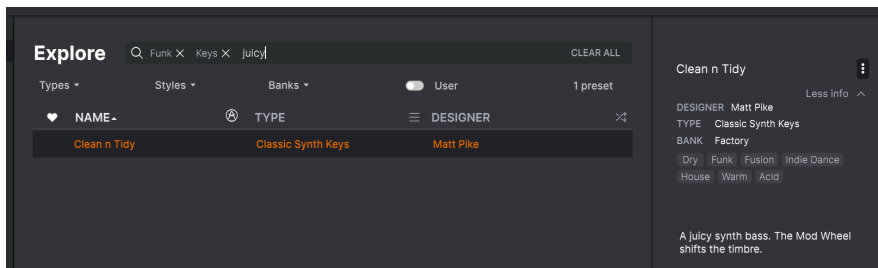 Explore Funk Keys juicy CLEAR ALL
Types Styles Banks User 1 preset
NAME TYPE DESIGNER
Clean n Tidy Classic Synth Keys Matt Pike
Clean n Tidy
Less info
DESIGNER Matt Pike
TYPE Classic Synth Keys
BANK Factory
Dry Funk Fusion Indie Dance
House Warm Acid
A juicy synth bass. The Mod Wheel
shifts the timbre.